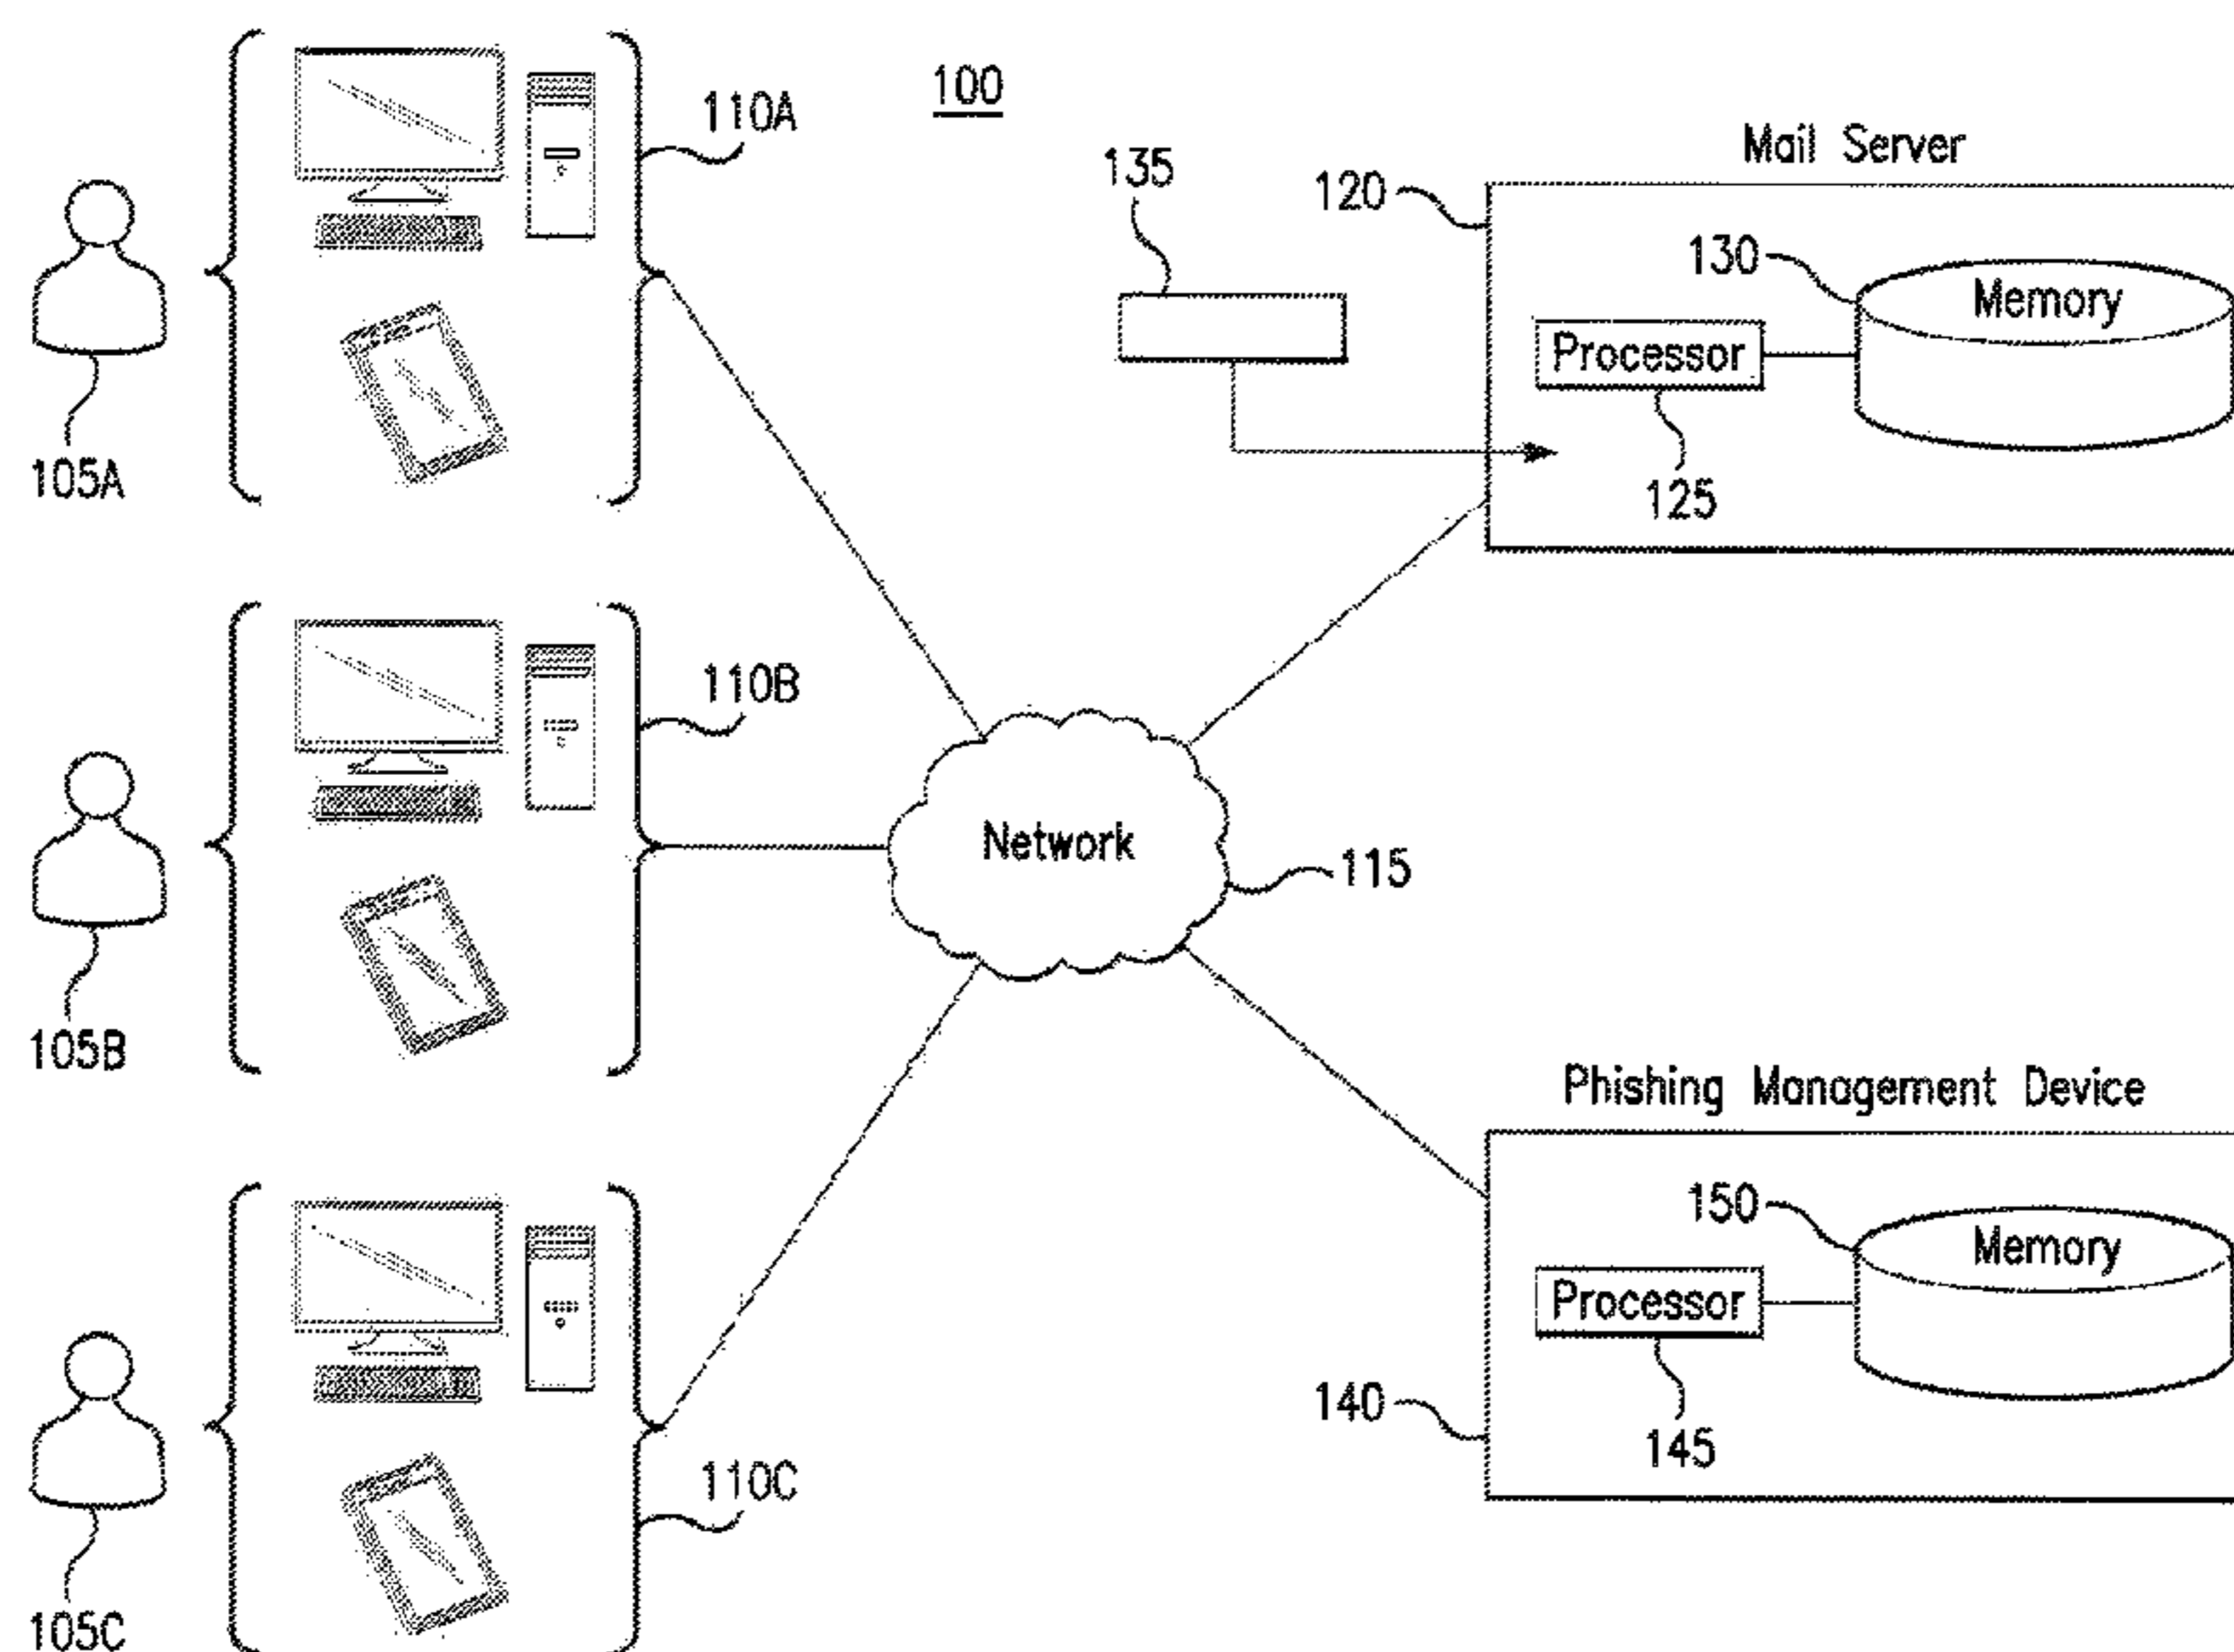 100
110A
135
Mail Server
120
130
Memory
Processor
125
105A
110B
Network
115
105B
Phishing Management Device
150
Memory
Processor
140
145
110C
105C